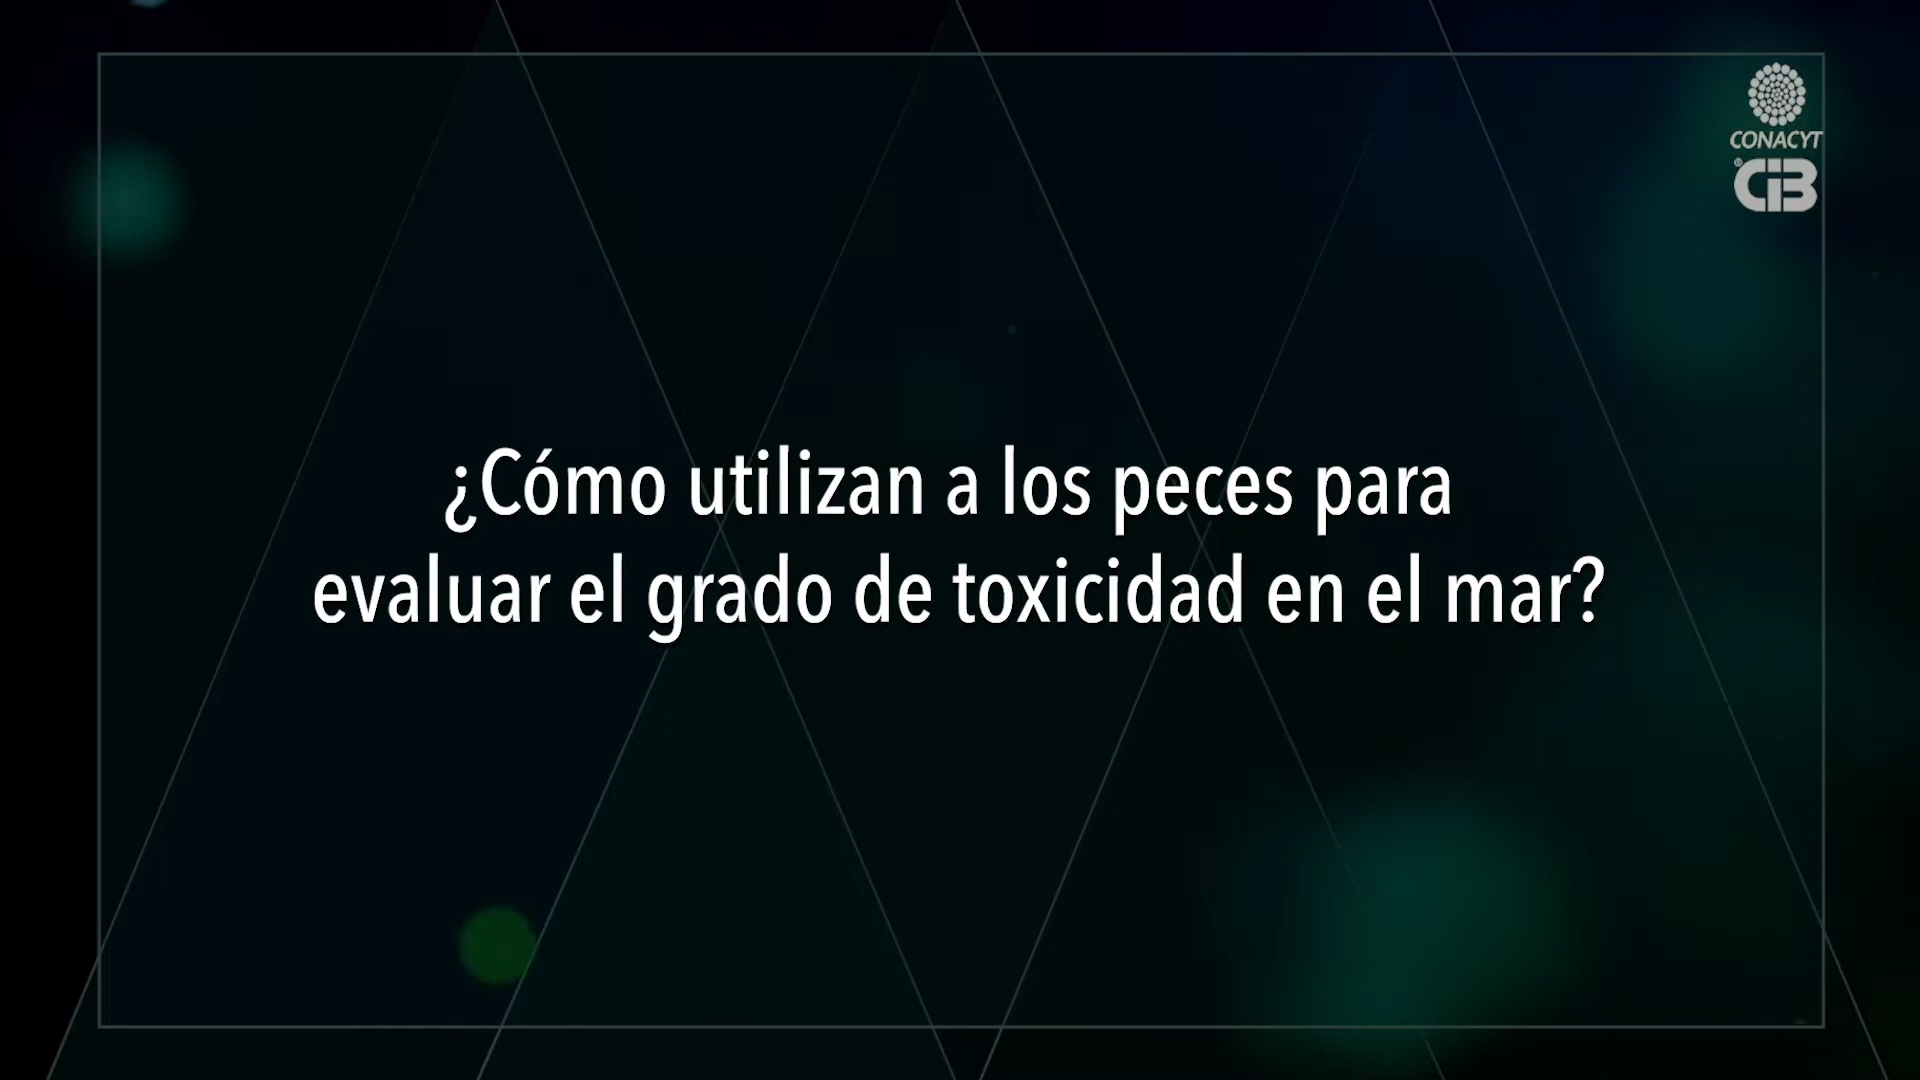 CONACYT
CiB
¿Cómo utilizan a los peces para
evaluar el grado de toxicidad en el mar?